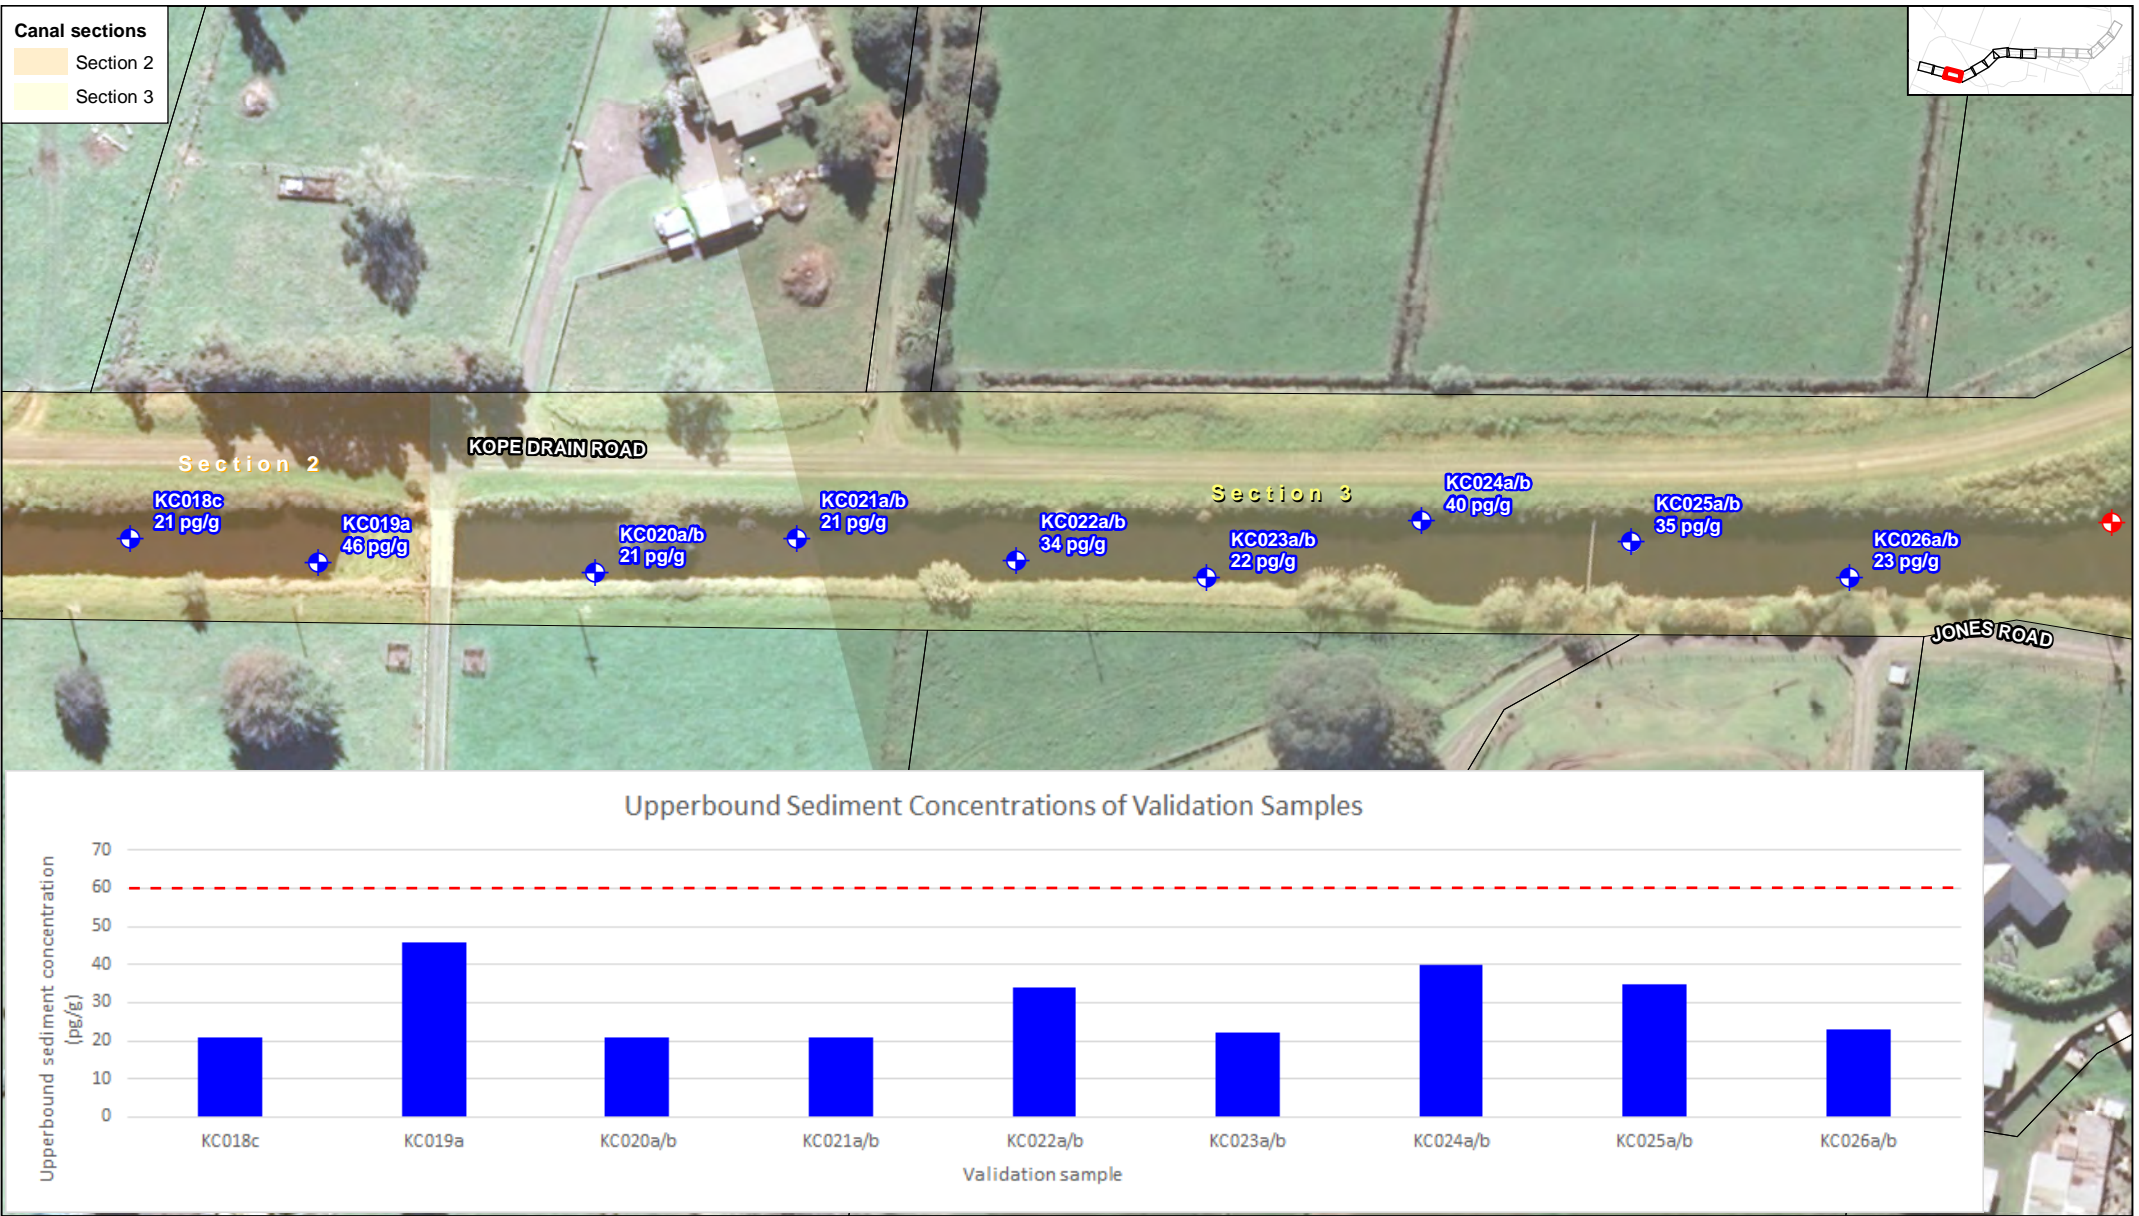 Canal sections
Section 2
Section 3
KOPE DRAIN ROAD
Section 2
Section 3
KC018c
21 pg/g
KC019a
46 pg/g
KC020a/b
21 pg/g
KC021a/b
21 pg/g
KC022a/b
34 pg/g
KC023a/b
22 pg/g
KC024a/b
40 pg/g
KC025a/b
35 pg/g
KC026a/b
23 pg/g
JONES ROAD
Upperbound Sediment Concentrations of Validation Samples
Upperbound sediment concentration
(pg/g)
70
60
50
40
30
20
10
0
KC018c
KC019a
KC020a/b
KC021a/b
KC022a/b
KC023a/b
KC024a/b
KC025a/b
KC026a/b
Validation sample